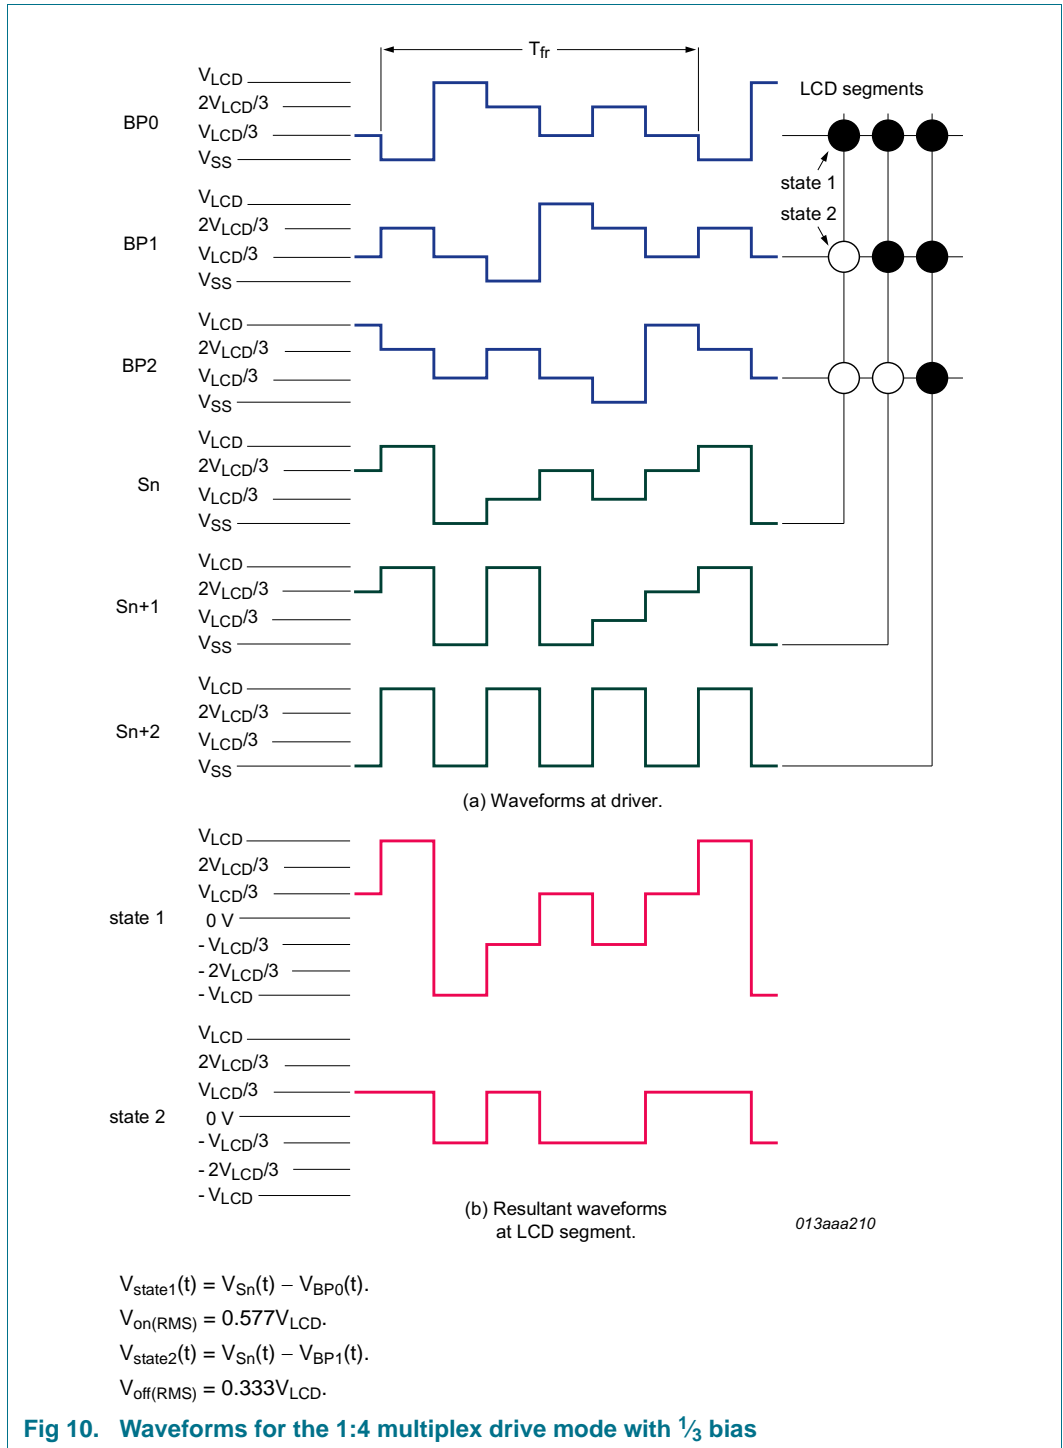 Tfr
BP0
VLCD
2VLCD/3
VLCD/3
VSS
LCD segments
state 1
state 2
BP1
VLCD
2VLCD/3
VLCD/3
VSS
BP2
VLCD
2VLCD/3
VLCD/3
VSS
Sn
VLCD
2VLCD/3
VLCD/3
VSS
Sn+1
VLCD
2VLCD/3
VLCD/3
VSS
Sn+2
VLCD
2VLCD/3
VLCD/3
VSS
(a) Waveforms at driver.
state 1
VLCD
2VLCD/3
VLCD/3
0 V
- VLCD/3
- 2VLCD/3
- VLCD
state 2
VLCD
2VLCD/3
VLCD/3
0 V
- VLCD/3
- 2VLCD/3
- VLCD
(b) Resultant waveforms
at LCD segment.
013aaa210
Vstate1(t) = VSn(t) − VBP0(t).
Von(RMS) = 0.577VLCD.
Vstate2(t) = VSn(t) − VBP1(t).
Voff(RMS) = 0.333VLCD.
Fig 10. Waveforms for the 1:4 multiplex drive mode with 1⁄3 bias